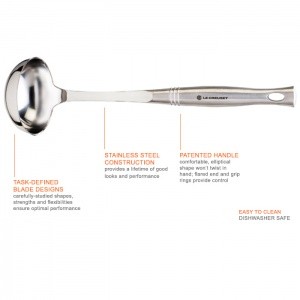 LE CREUSET
STAINLESS STEEL
CONSTRUCTION
provides a lifetime of good
looks and performance
PATENTED HANDLE
comfortable, elliptical
shape won't twist in
hand; flared end and grip
rings provide control
TASK-DEFINED
BLADE DESIGNS
carefully-studied shapes,
strengths and flexibilities
ensure optimal performance
EASY TO CLEAN
DISHWASHER SAFE